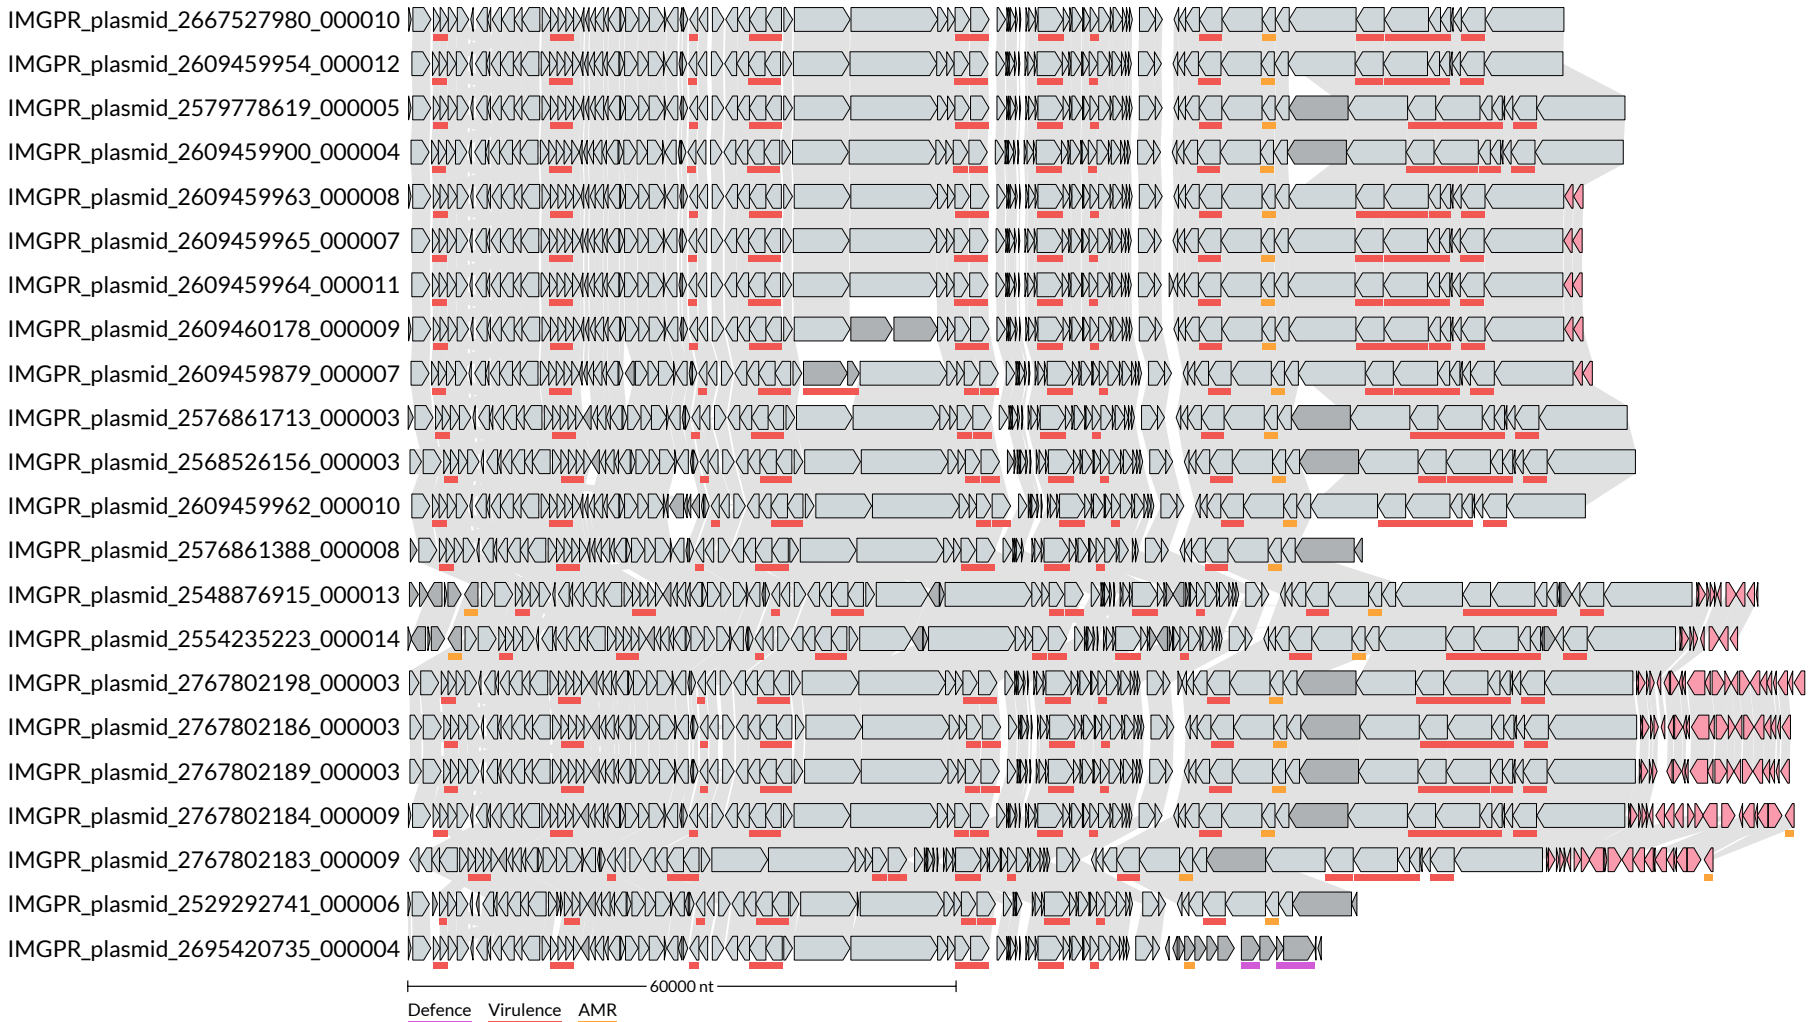 IMGPR_plasmid_2667527980_000010
IMGPR_plasmid_2609459954_000012
IMGPR_plasmid_2579778619_000005
IMGPR_plasmid_2609459900_000004
IMGPR_plasmid_2609459963_000008
IMGPR_plasmid_2609459965_000007
IMGPR_plasmid_2609459964_000011
IMGPR_plasmid_2609460178_000009
IMGPR_plasmid_2609459879_000007
IMGPR_plasmid_2576861713_000003
IMGPR_plasmid_2568526156_000003
IMGPR_plasmid_2609459962_000010
IMGPR_plasmid_2576861388_000008
IMGPR_plasmid_2548876915_000013
IMGPR_plasmid_2554235223_000014
IMGPR_plasmid_2767802198_000003
IMGPR_plasmid_2767802186_000003
IMGPR_plasmid_2767802189_000003
IMGPR_plasmid_2767802184_000009
IMGPR_plasmid_2767802183_000009
IMGPR_plasmid_2529292741_000006
IMGPR_plasmid_2695420735_000004
60000 nt
Defence Virulence AMR